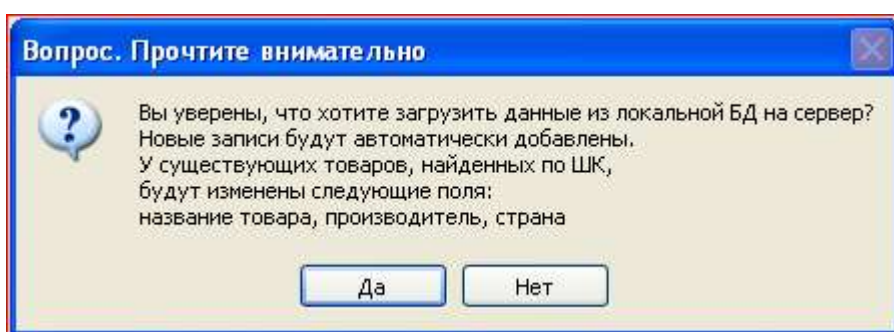 Вопрос. Прочтите внимательно
Вы уверены, что хотите загрузить данные из локальной БД на сервер?
Новые записи будут автоматически добавлены.
У существующих товаров, найденных по ШК,
будут изменены следующие поля:
название товара, производитель, страна
Да
Нет